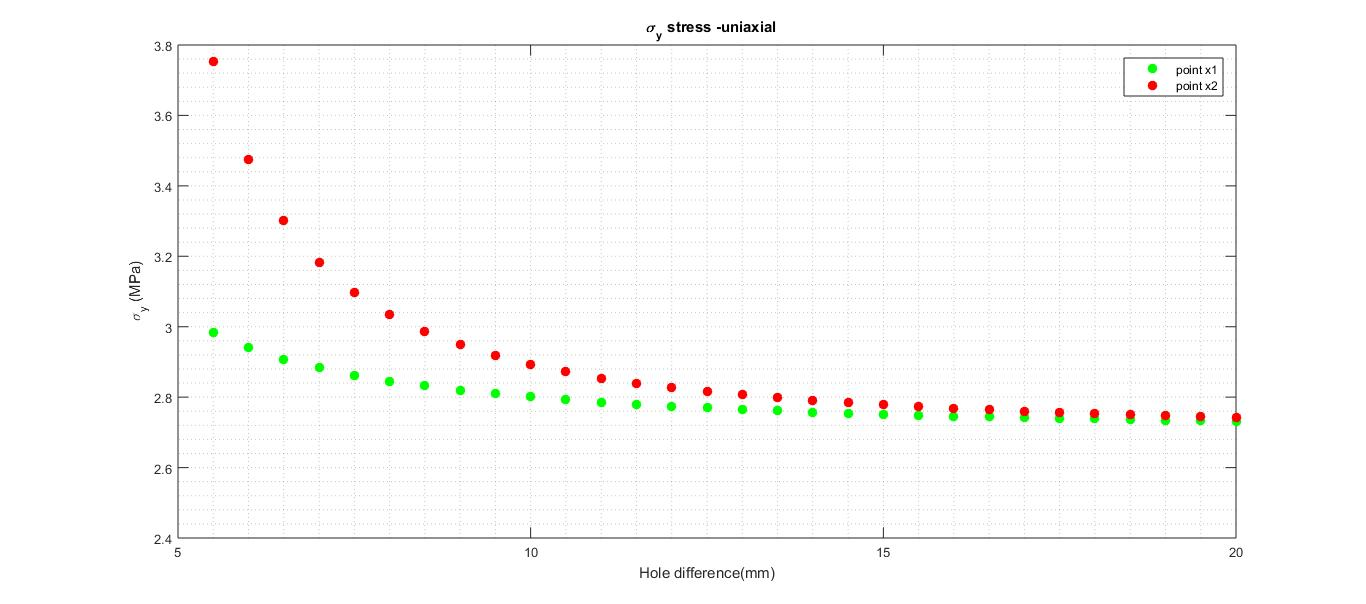 σy stress -uniaxial
3.8
3.6
3.4
3.2
3
2.8
2.6
2.4
σy (MPa)
point x1
point x2
5
10
15
20
Hole difference(mm)